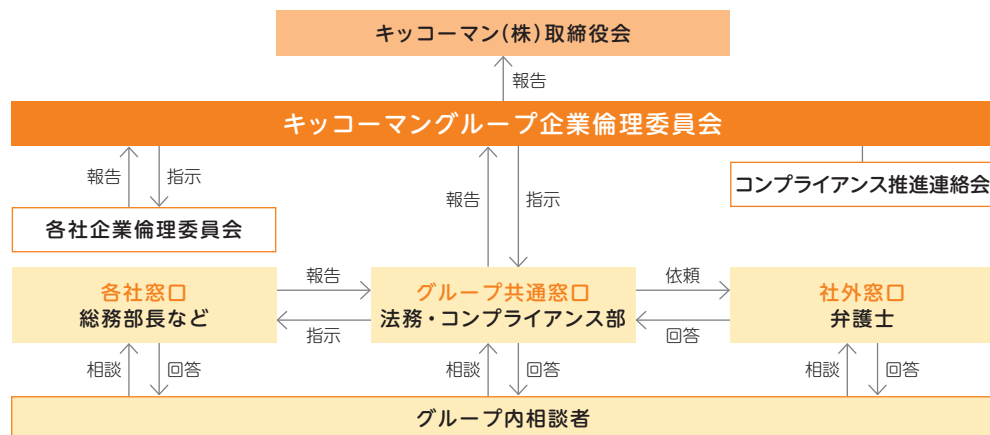 キッコーマン(株)取締役会
報告
キッコーマングループ企業倫理委員会
報告
指示
報告
指示
コンプライアンス推進連絡会
各社企業倫理委員会
各社窓口
総務部長など
報告
指示
グループ共通窓口
法務・コンプライアンス部
依頼
回答
社外窓口
弁護士
相談
回答
相談
回答
相談
回答
グループ内相談者